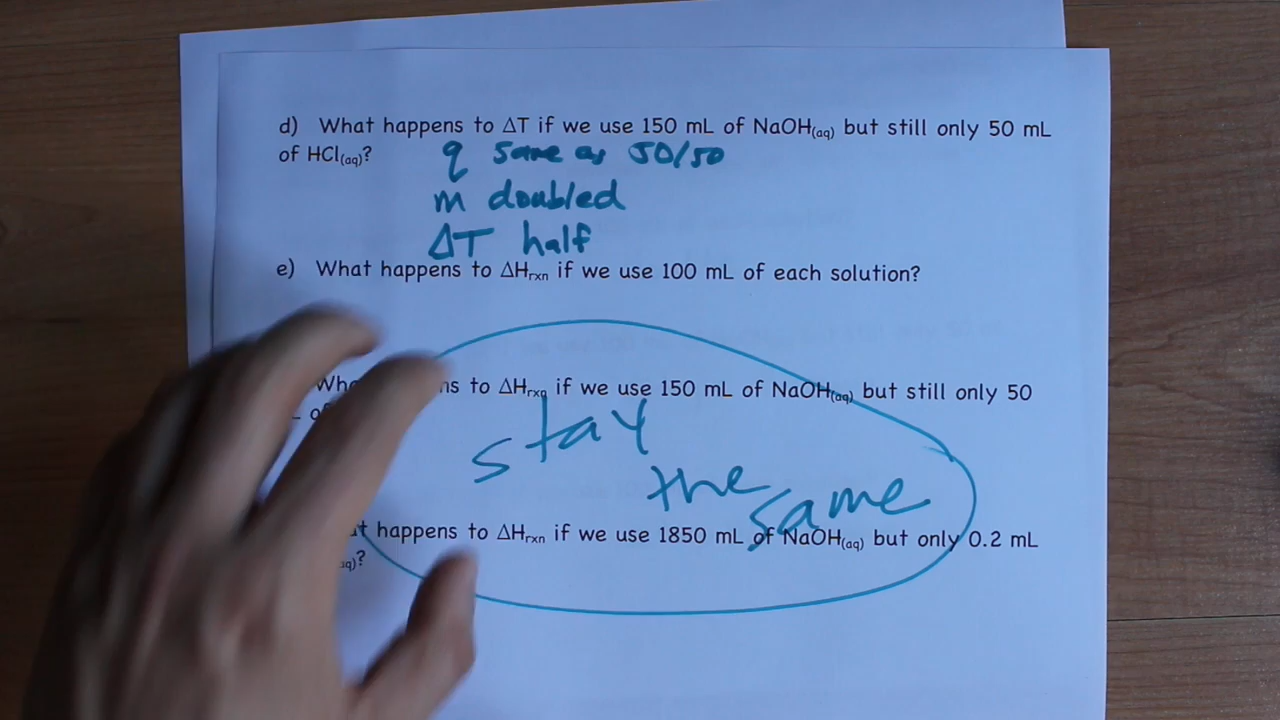 d) What happens to ΔT if we use 150 mL of NaOH(aq) but still only 50 mL
of HCl(aq)?
q same as 50/50
m doubled
ΔT half
e) What happens to ΔHrxn if we use 100 mL of each solution?
to ΔHrxn if we use 150 mL of NaOH(aq) but still only 50
stay
the same
happens to ΔHrxn if we use 1850 mL of NaOH(aq) but only 0.2 mL